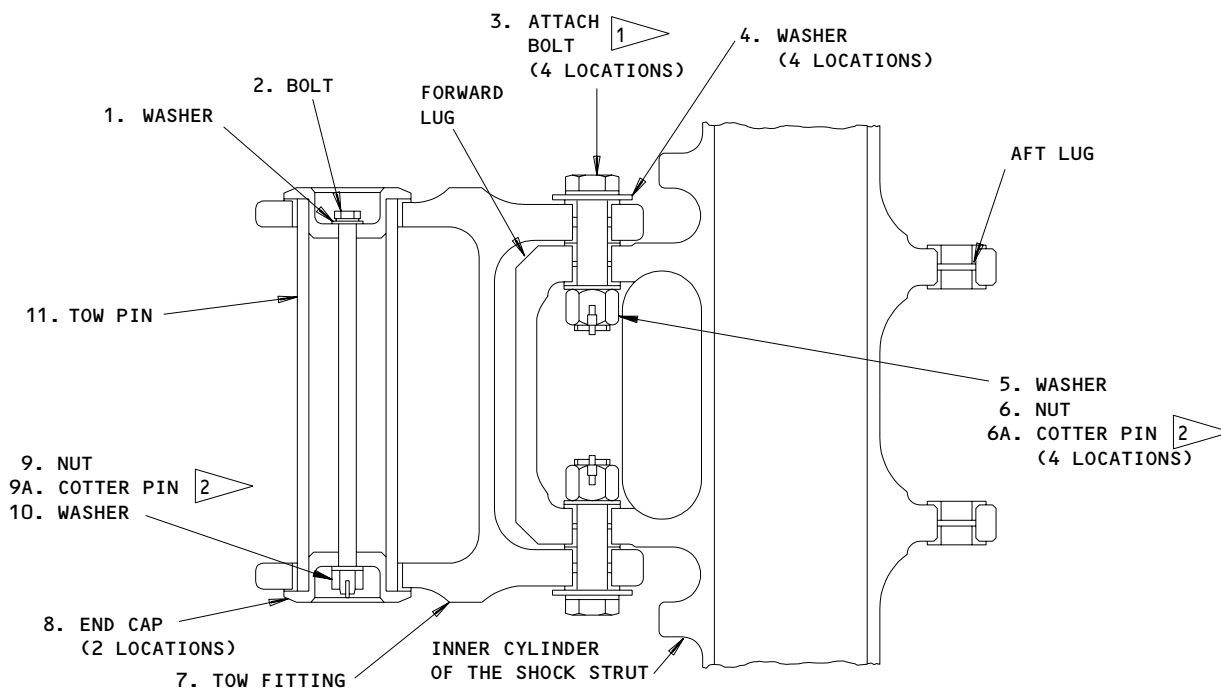 3. ATTACH
BOLT
(4 LOCATIONS)
1
4. WASHER
(4 LOCATIONS)
2. BOLT
FORWARD
LUG
1. WASHER
AFT LUG
11. TOW PIN
5. WASHER
6. NUT
6A. COTTER PIN 2
(4 LOCATIONS)
9. NUT
9A. COTTER PIN 2
10. WASHER
8. END CAP
(2 LOCATIONS)
7. TOW FITTING
INNER CYLINDER
OF THE SHOCK STRUT